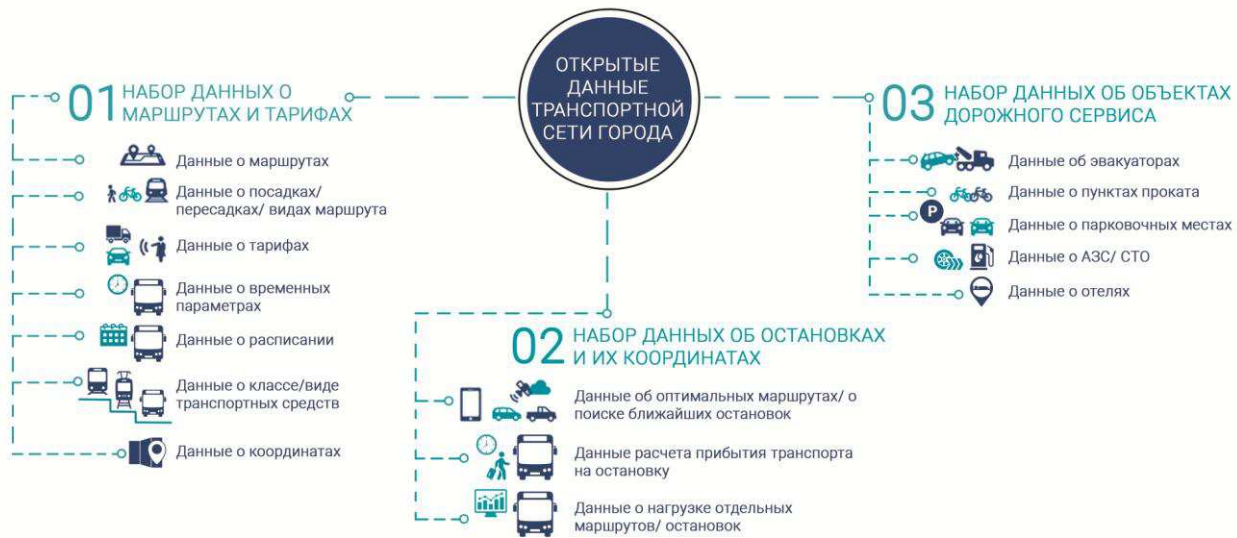 ОТКРЫТЫЕ
ДАННЫЕ
ТРАНСПОРТНОЙ
СЕТИ ГОРОДА
01 НАБОР ДАННЫХ О
МАРШРУТАХ И ТАРИФАХ
Данные о маршрутах
Данные о посадках/
пересадках/ видах маршрута
Данные о тарифах
Данные о временных
параметрах
Данные о расписании
Данные о классе/виде
транспортных средств
Данные о координатах
02 НАБОР ДАННЫХ ОБ ОСТАНОВКАХ
И ИХ КООРДИНАТАХ
Данные об оптимальных маршрутах/ о
поиске ближайших остановок
Данные расчета прибытия транспорта
на остановку
Данные о нагрузке отдельных
маршрутов/ остановок
03 НАБОР ДАННЫХ ОБ ОБЪЕКТАХ
ДОРОЖНОГО СЕРВИСА
Данные об эвакуаторах
Данные о пунктах проката
P
Данные о парковочных местах
Данные о АЗС/ СТО
Данные о отелях